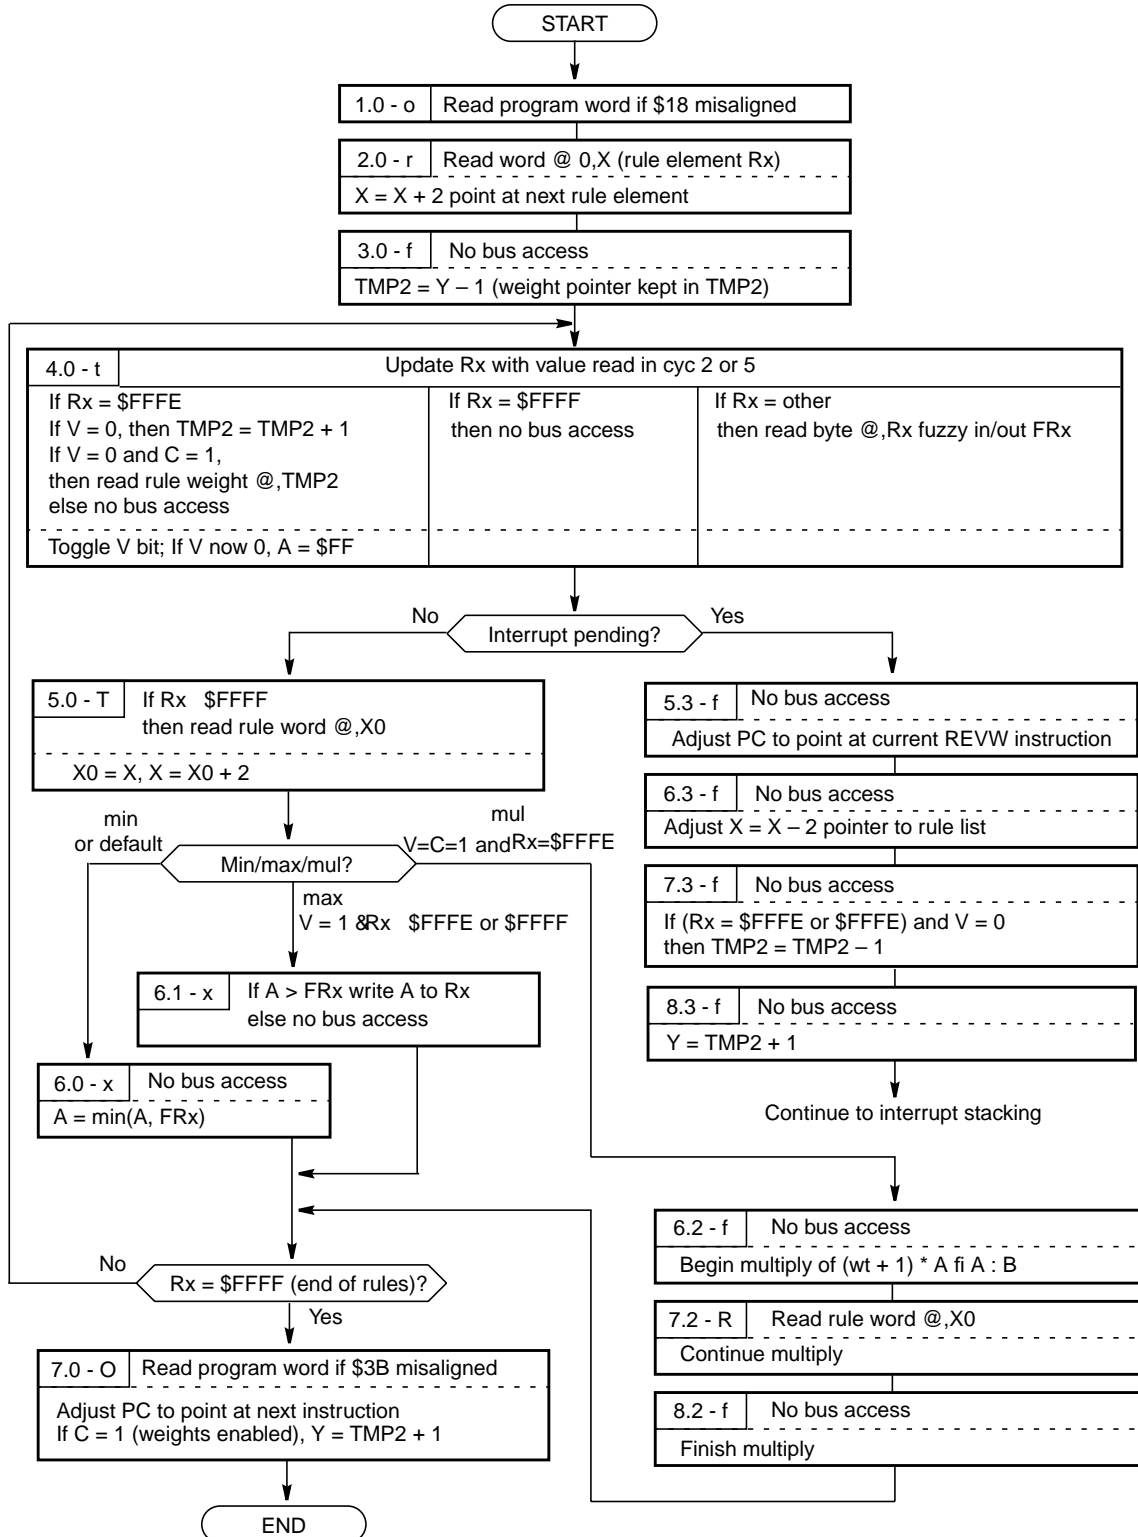 START
1.0 - o Read program word if $18 misaligned
2.0 - r Read word @ 0,X (rule element Rx)
X = X + 2 point at next rule element
3.0 - f No bus access
TMP2 = Y – 1 (weight pointer kept in TMP2)
4.0 - t Update Rx with value read in cyc 2 or 5
If Rx = $FFFE
If V = 0, then TMP2 = TMP2 + 1
If V = 0 and C = 1,
then read rule weight @,TMP2
else no bus access
Toggle V bit; If V now 0, A = $FF
If Rx = $FFFF
then no bus access
If Rx = other
then read byte @,Rx fuzzy in/out FRx
No
Interrupt pending?
Yes
5.0 - T If Rx $FFFF
then read rule word @,X0
X0 = X, X = X0 + 2
5.3 - f No bus access
Adjust PC to point at current REVW instruction
6.3 - f No bus access
Adjust X = X – 2 pointer to rule list
7.3 - f No bus access
If (Rx = $FFFE or $FFFE) and V = 0
then TMP2 = TMP2 – 1
8.3 - f No bus access
Y = TMP2 + 1
Continue to interrupt stacking
min
or default
Min/max/mul?
mul
V=C=1 and Rx=$FFFE
max
V = 1 &Rx $FFFE or $FFFF
6.1 - x If A > FRx write A to Rx
else no bus access
6.0 - x No bus access
A = min(A, FRx)
6.2 - f No bus access
Begin multiply of (wt + 1) * A fi A : B
7.2 - R Read rule word @,X0
Continue multiply
8.2 - f No bus access
Finish multiply
No
Rx = $FFFF (end of rules)?
Yes
7.0 - O Read program word if $3B misaligned
Adjust PC to point at next instruction
If C = 1 (weights enabled), Y = TMP2 + 1
END